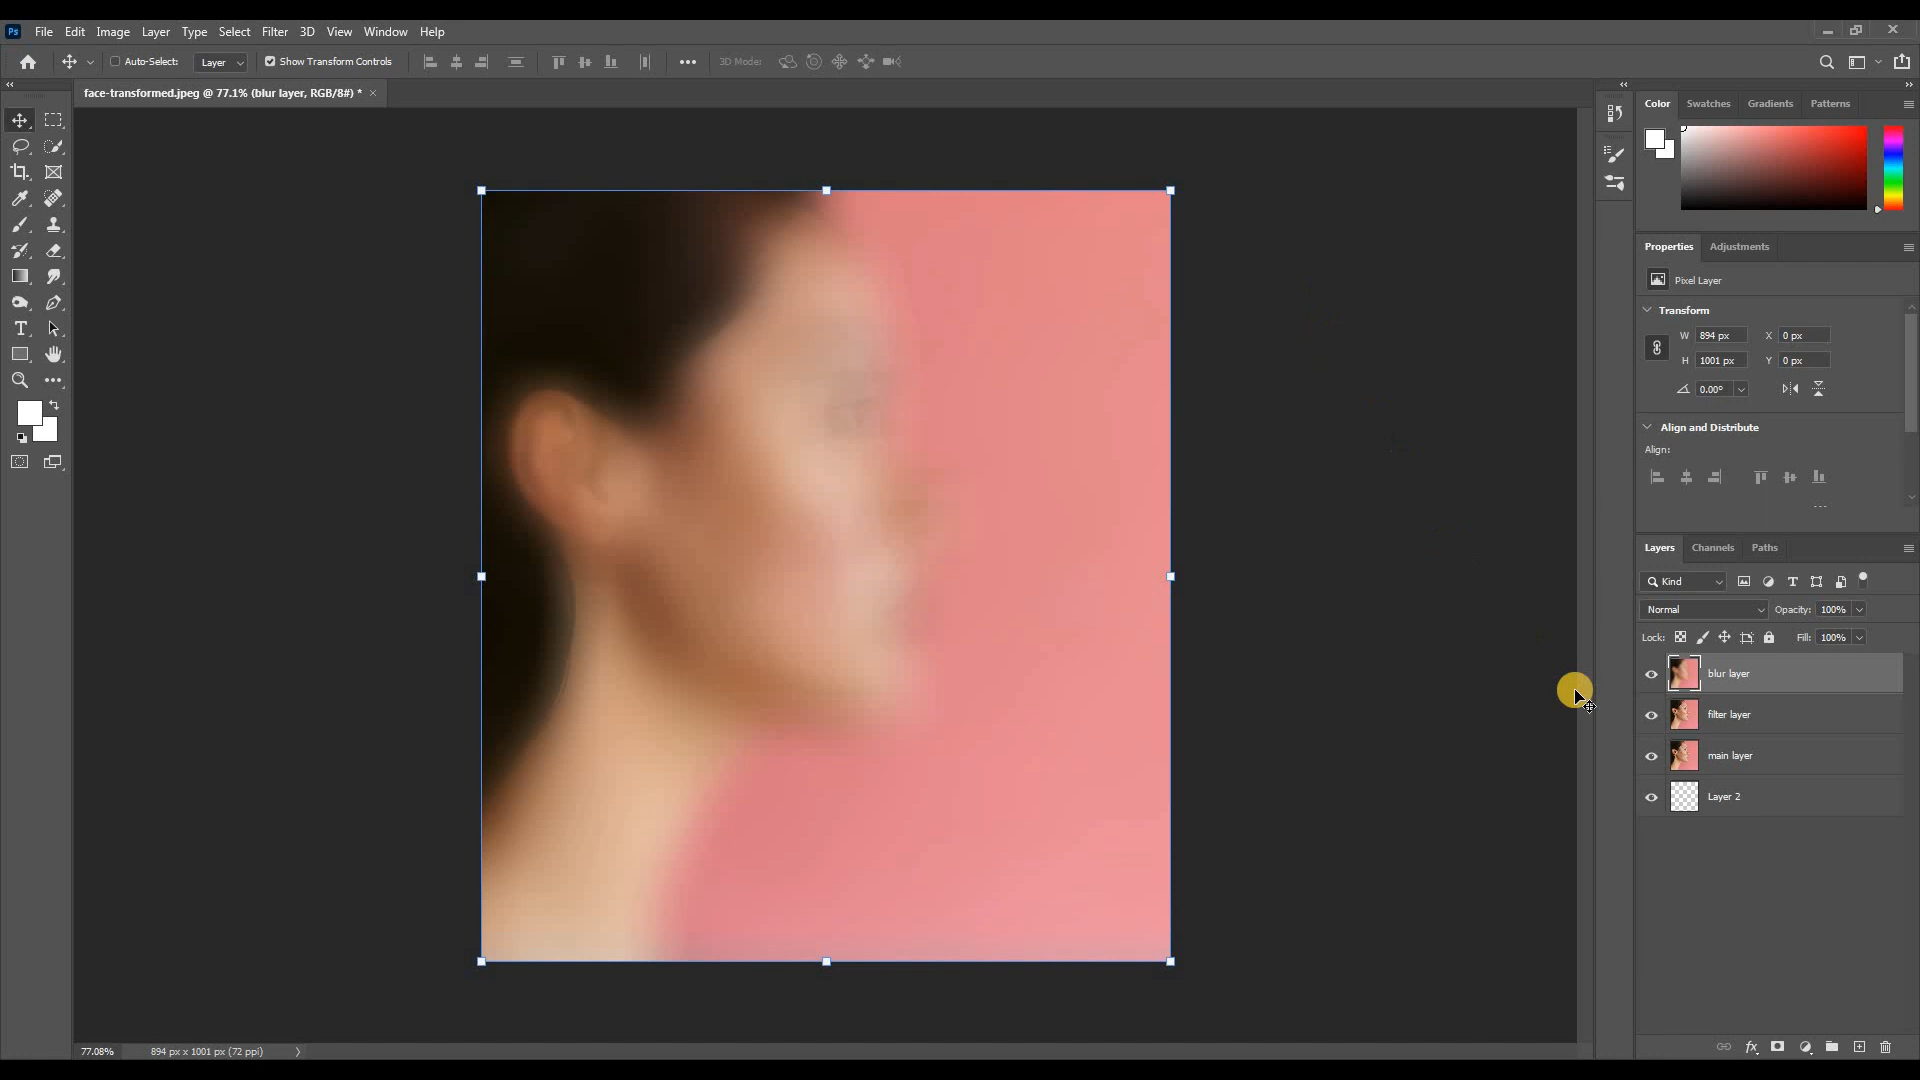 Ps File Edit Image Layer Type Select Filter 3D View Window Help
Auto-Select: Layer Show Transform Controls 3D Mode:
face-transformed.jpeg @ 77.1% (blur layer, RGB/8#) * ×
Color Swatches Gradients Patterns
Properties Adjustments
Pixel Layer
Transform
W 894 px X 0 px
H 1001 px Y 0 px
0.00°
Align and Distribute
Align:
Layers Channels Paths
Kind
Normal Opacity: 100%
Lock: Fill: 100%
blur layer
filter layer
main layer
Layer 2
fx
77.08% 894 px x 1001 px (72 ppi)